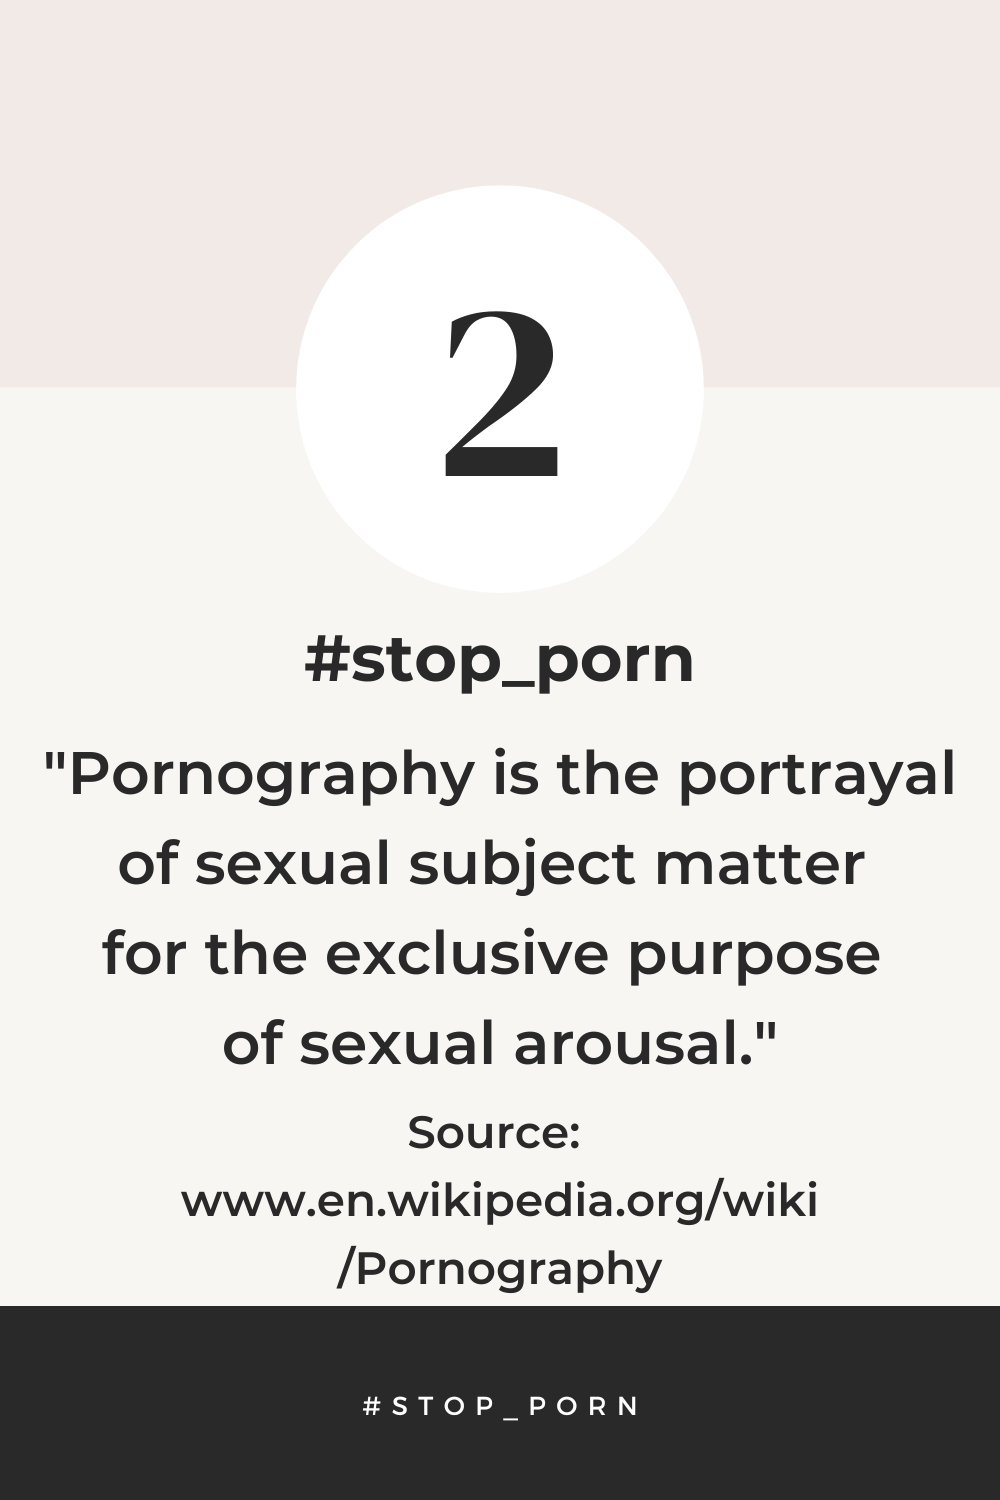 2
#stop_porn
"Pornography is the portrayal
of sexual subject matter
for the exclusive purpose
of sexual arousal."
Source:
www.en.wikipedia.org/wiki
/Pornography
#STOP_PORN